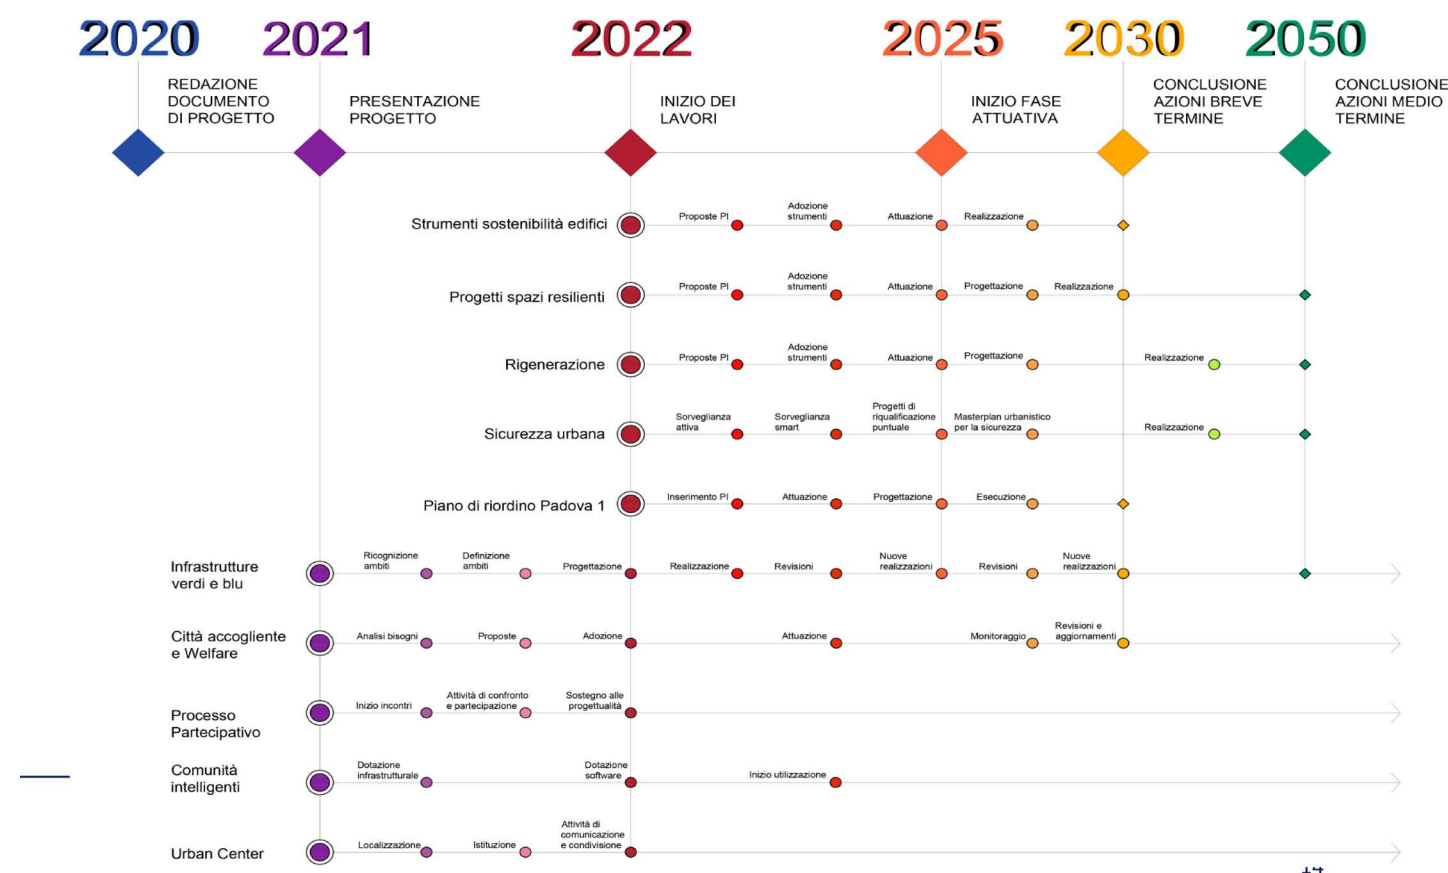 2020 2021 2022 2025 2030 2050
REDAZIONE
DOCUMENTO
DI PROGETTO
PRESENTAZIONE
PROGETTO
INIZIO DEI
LAVORI
INIZIO FASE
ATTUATIVA
CONCLUSIONE
AZIONI BREVE
TERMINE
CONCLUSIONE
AZIONI MEDIO
TERMINE
Strumenti sostenibilità edifici
Proposte PI
Adozione
strumenti
Attuazione
Realizzazione
Progetti spazi resilienti
Proposte PI
Adozione
strumenti
Attuazione
Progettazione
Realizzazione
Rigenerazione
Proposte PI
Adozione
strumenti
Attuazione
Progettazione
Realizzazione
Sicurezza urbana
Sorveglianza
attiva
Sorveglianza
smart
Progetti di
riqualificazione
puntuale
Masterplan urbanistico
per la sicurezza
Realizzazione
Piano di riordino Padova 1
Inserimento PI
Attuazione
Progettazione
Esecuzione
Infrastrutture
verdi e blu
Ricognizione
ambiti
Definizione
ambiti
Progettazione
Realizzazione
Revisioni
Nuove
realizzazioni
Revisioni
Nuove
realizzazioni
Città accogliente
e Welfare
Analisi bisogni
Proposte
Adozione
Attuazione
Monitoraggio
Revisioni e
aggiornamenti
Processo
Partecipativo
Inizio incontri
Attività di confronto
e partecipazione
Sostegno alle
progettualità
Comunità
intelligenti
Dotazione
infrastrutturale
Dotazione
software
Inizio utilizzazione
Urban Center
Localizzazione
Istituzione
Attività di
comunicazione
e condivisione